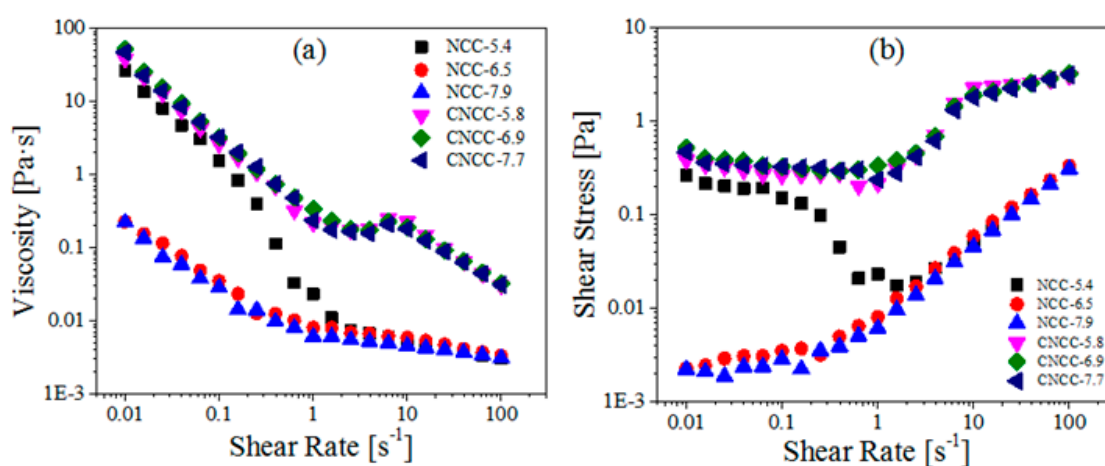 (a)
Viscosity [Pa·s]
100
10
1
0.1
0.01
1E-3
NCC-5.4
NCC-6.5
NCC-7.9
CNCC-5.8
CNCC-6.9
CNCC-7.7
0.01 0.1 1 10 100
Shear Rate [s⁻¹]
(b)
Shear Stress [Pa]
10
1
0.1
0.01
1E-3
NCC-5.4
NCC-6.5
NCC-7.9
CNCC-5.8
CNCC-6.9
CNCC-7.7
0.01 0.1 1 10 100
Shear Rate [s⁻¹]